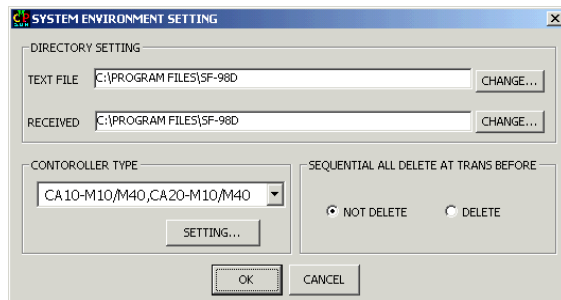 SYSTEM ENVIRONMENT SETTING
DIRECTORY SETTING
TEXT FILE C:\PROGRAM FILES\SF-98D CHANGE...
RECEIVED C:\PROGRAM FILES\SF-98D CHANGE...
CONTOROLLER TYPE
CA10-M10/M40,CA20-M10/M40
SETTING...
SEQUENTIAL ALL DELETE AT TRANS BEFORE
NOT DELETE DELETE
OK CANCEL